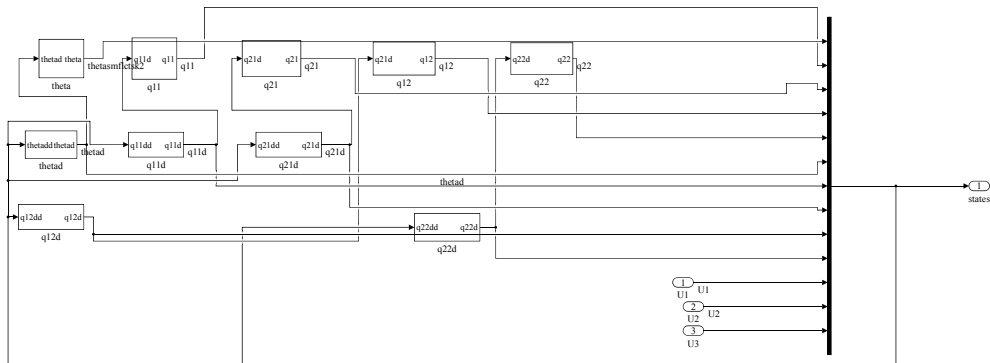 thetad theta
thetasmflctsk2
theta
q11d q11
q11
q11
q21d q21
q21
q21
q21d q12
q12
q12
q22d q22
q22
q22
thetadd thetad
thetad
thetad
q11dd q11d
q11d
q11d
q21dd q21d
q21d
q21d
thetad
1
states
q12dd q12d
q12d
q22dd q22d
q22d
1
U1
U1
2
U2
U2
3
U3